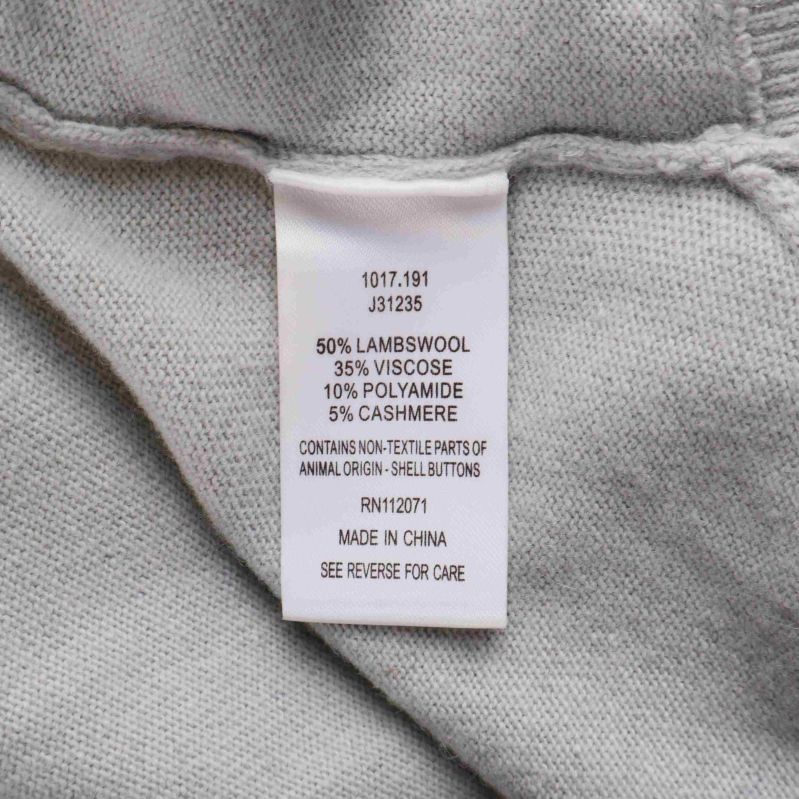 1017.191
J31235
50% LAMBSWOOL
35% VISCOSE
10% POLYAMIDE
5% CASHMERE
CONTAINS NON-TEXTILE PARTS OF
ANIMAL ORIGIN - SHELL BUTTONS
RN112071
MADE IN CHINA
SEE REVERSE FOR CARE